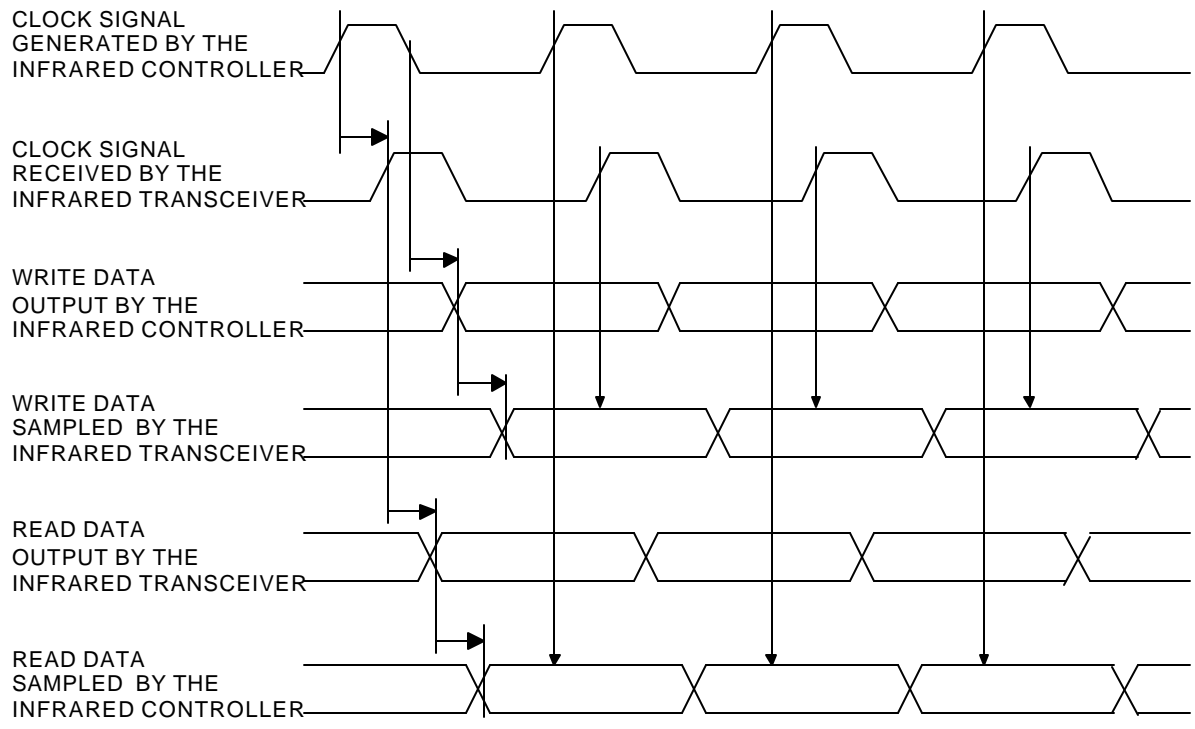 CLOCK SIGNAL
GENERATED BY THE
INFRARED CONTROLLER
CLOCK SIGNAL
RECEIVED BY THE
INFRARED TRANSCEIVER
WRITE DATA
OUTPUT BY THE
INFRARED CONTROLLER
WRITE DATA
SAMPLED BY THE
INFRARED TRANSCEIVER
READ DATA
OUTPUT BY THE
INFRARED TRANSCEIVER
READ DATA
SAMPLED BY THE
INFRARED CONTROLLER